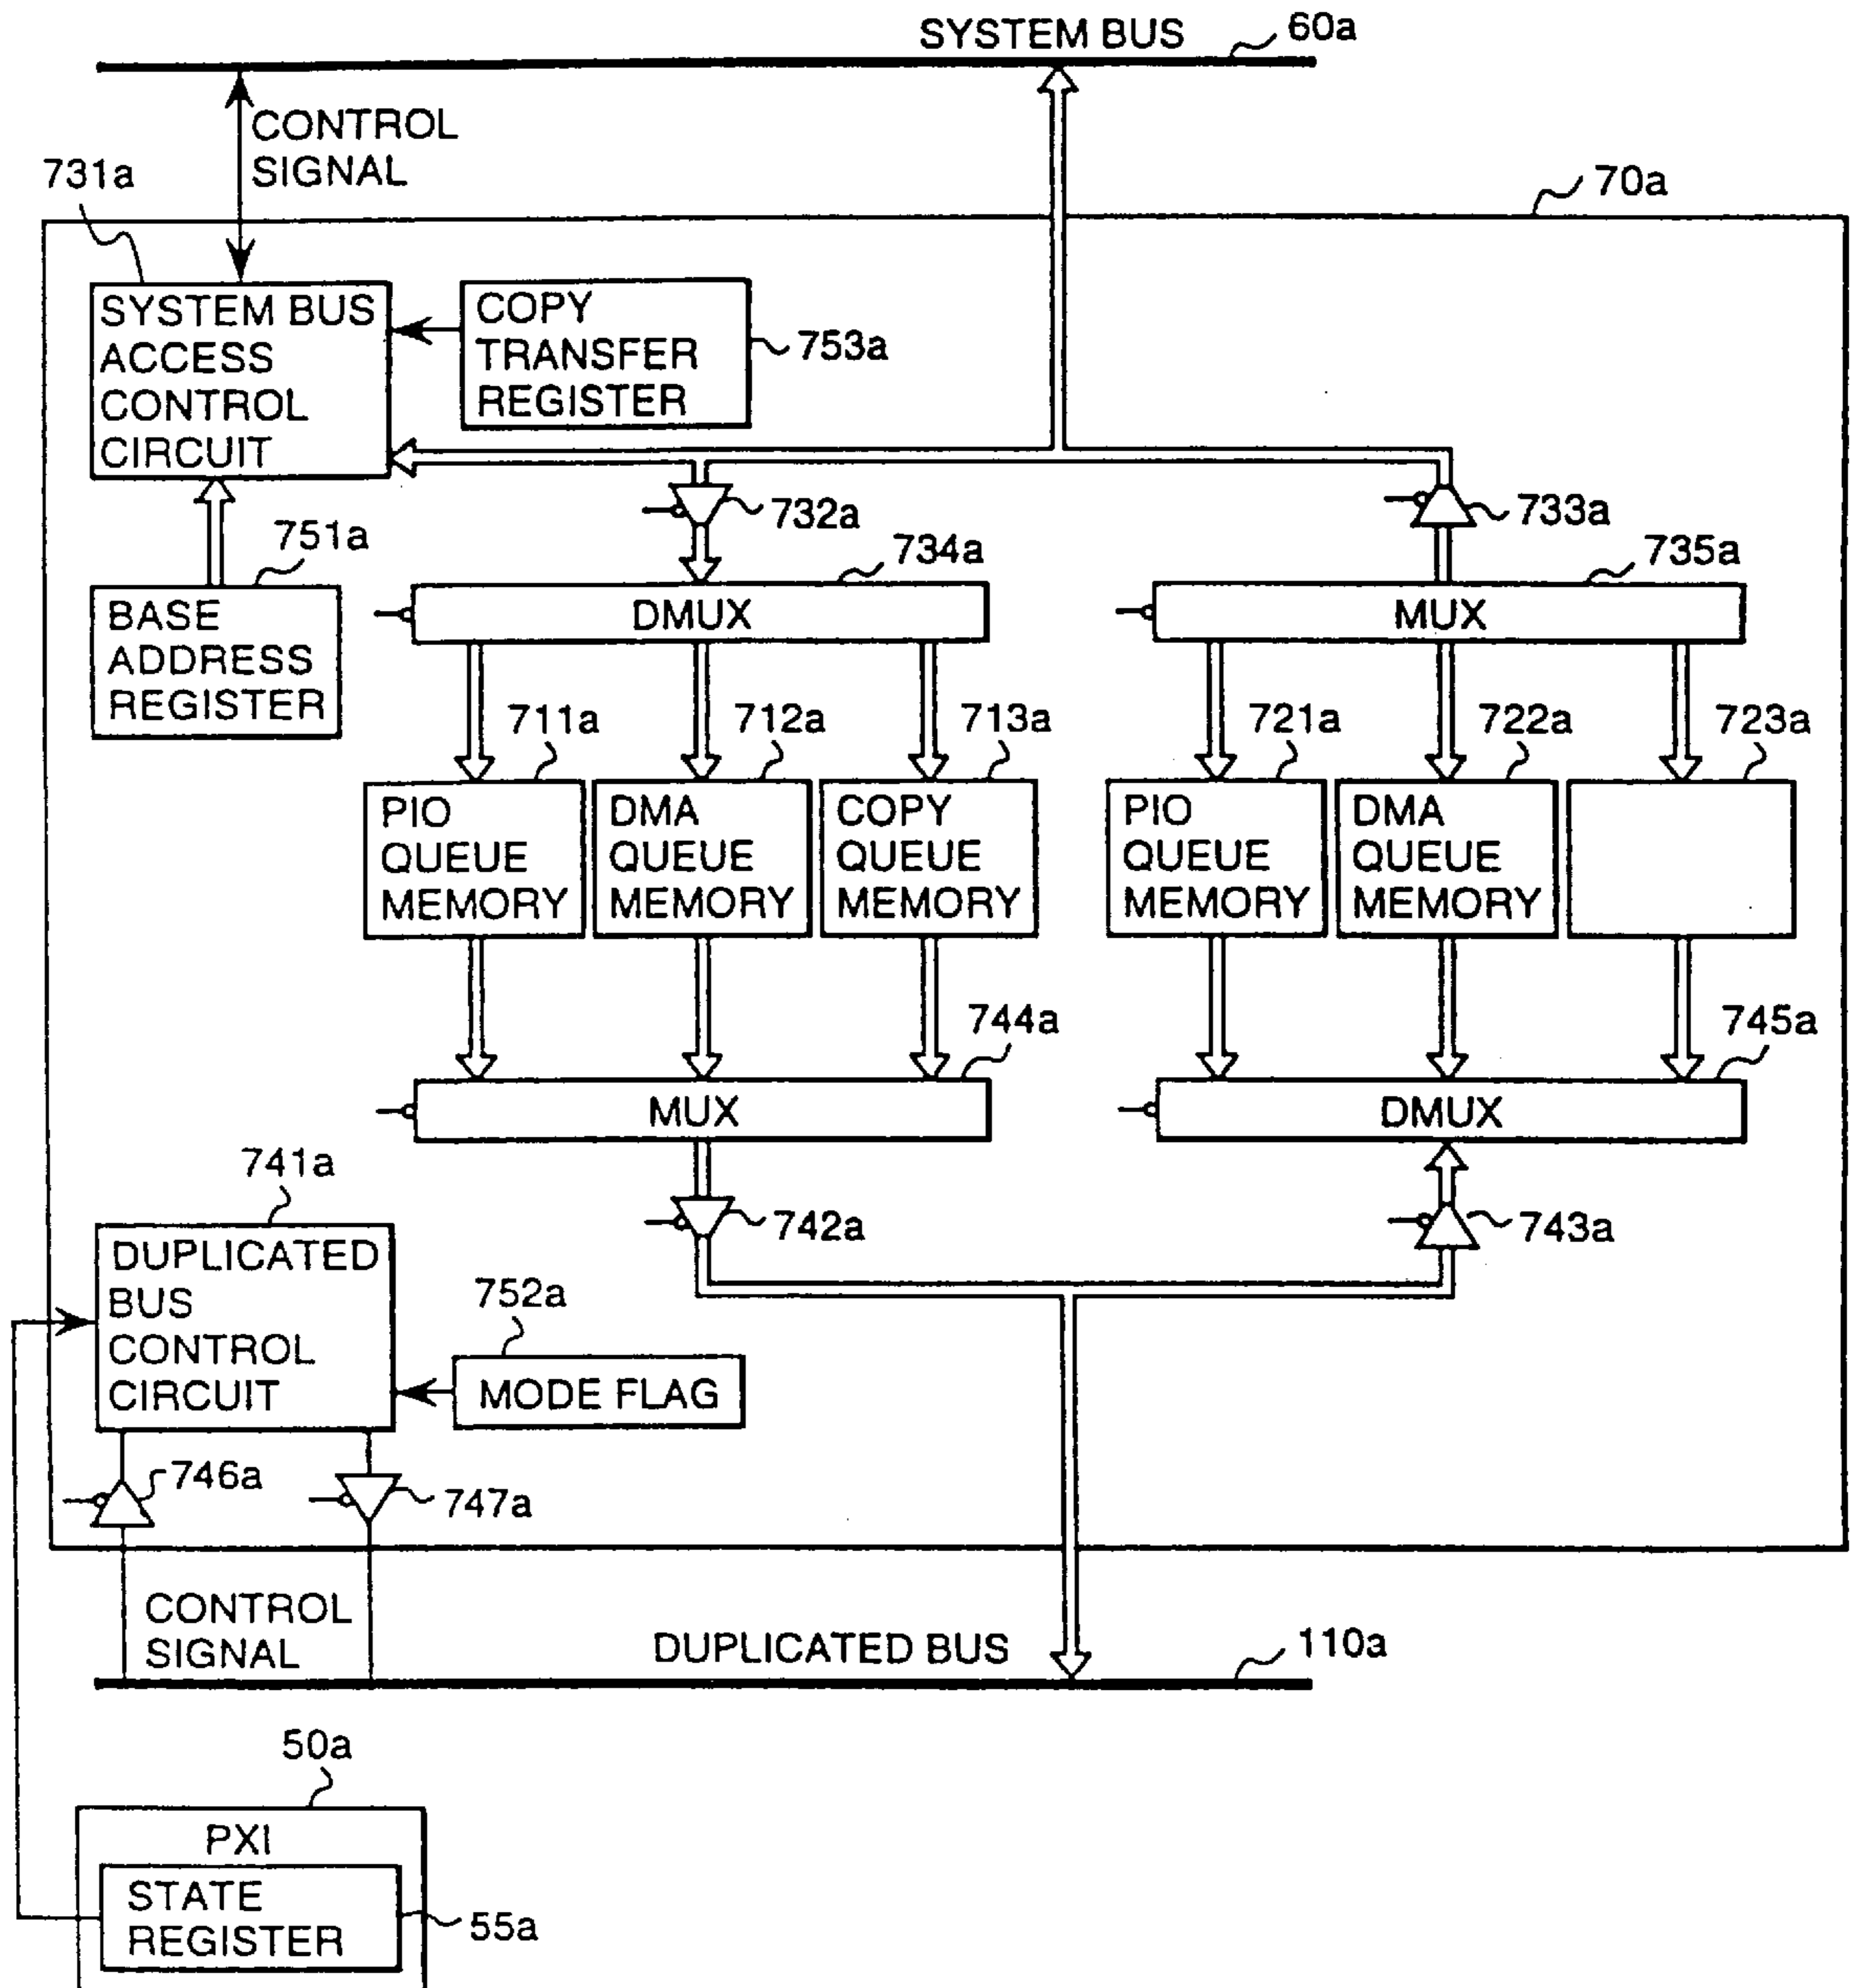 SYSTEM BUS
60a
CONTROL
SIGNAL
731a
70a
SYSTEM BUS
ACCESS
CONTROL
CIRCUIT
COPY
TRANSFER
REGISTER
753a
732a
733a
751a
734a
735a
BASE
ADDRESS
REGISTER
DMUX
MUX
711a
712a
713a
721a
722a
723a
PIO
QUEUE
MEMORY
DMA
QUEUE
MEMORY
COPY
QUEUE
MEMORY
PIO
QUEUE
MEMORY
DMA
QUEUE
MEMORY
744a
745a
MUX
DMUX
741a
742a
743a
DUPLICATED
BUS
CONTROL
CIRCUIT
752a
MODE FLAG
746a
747a
CONTROL
SIGNAL
DUPLICATED BUS
110a
50a
PXI
STATE
REGISTER
55a